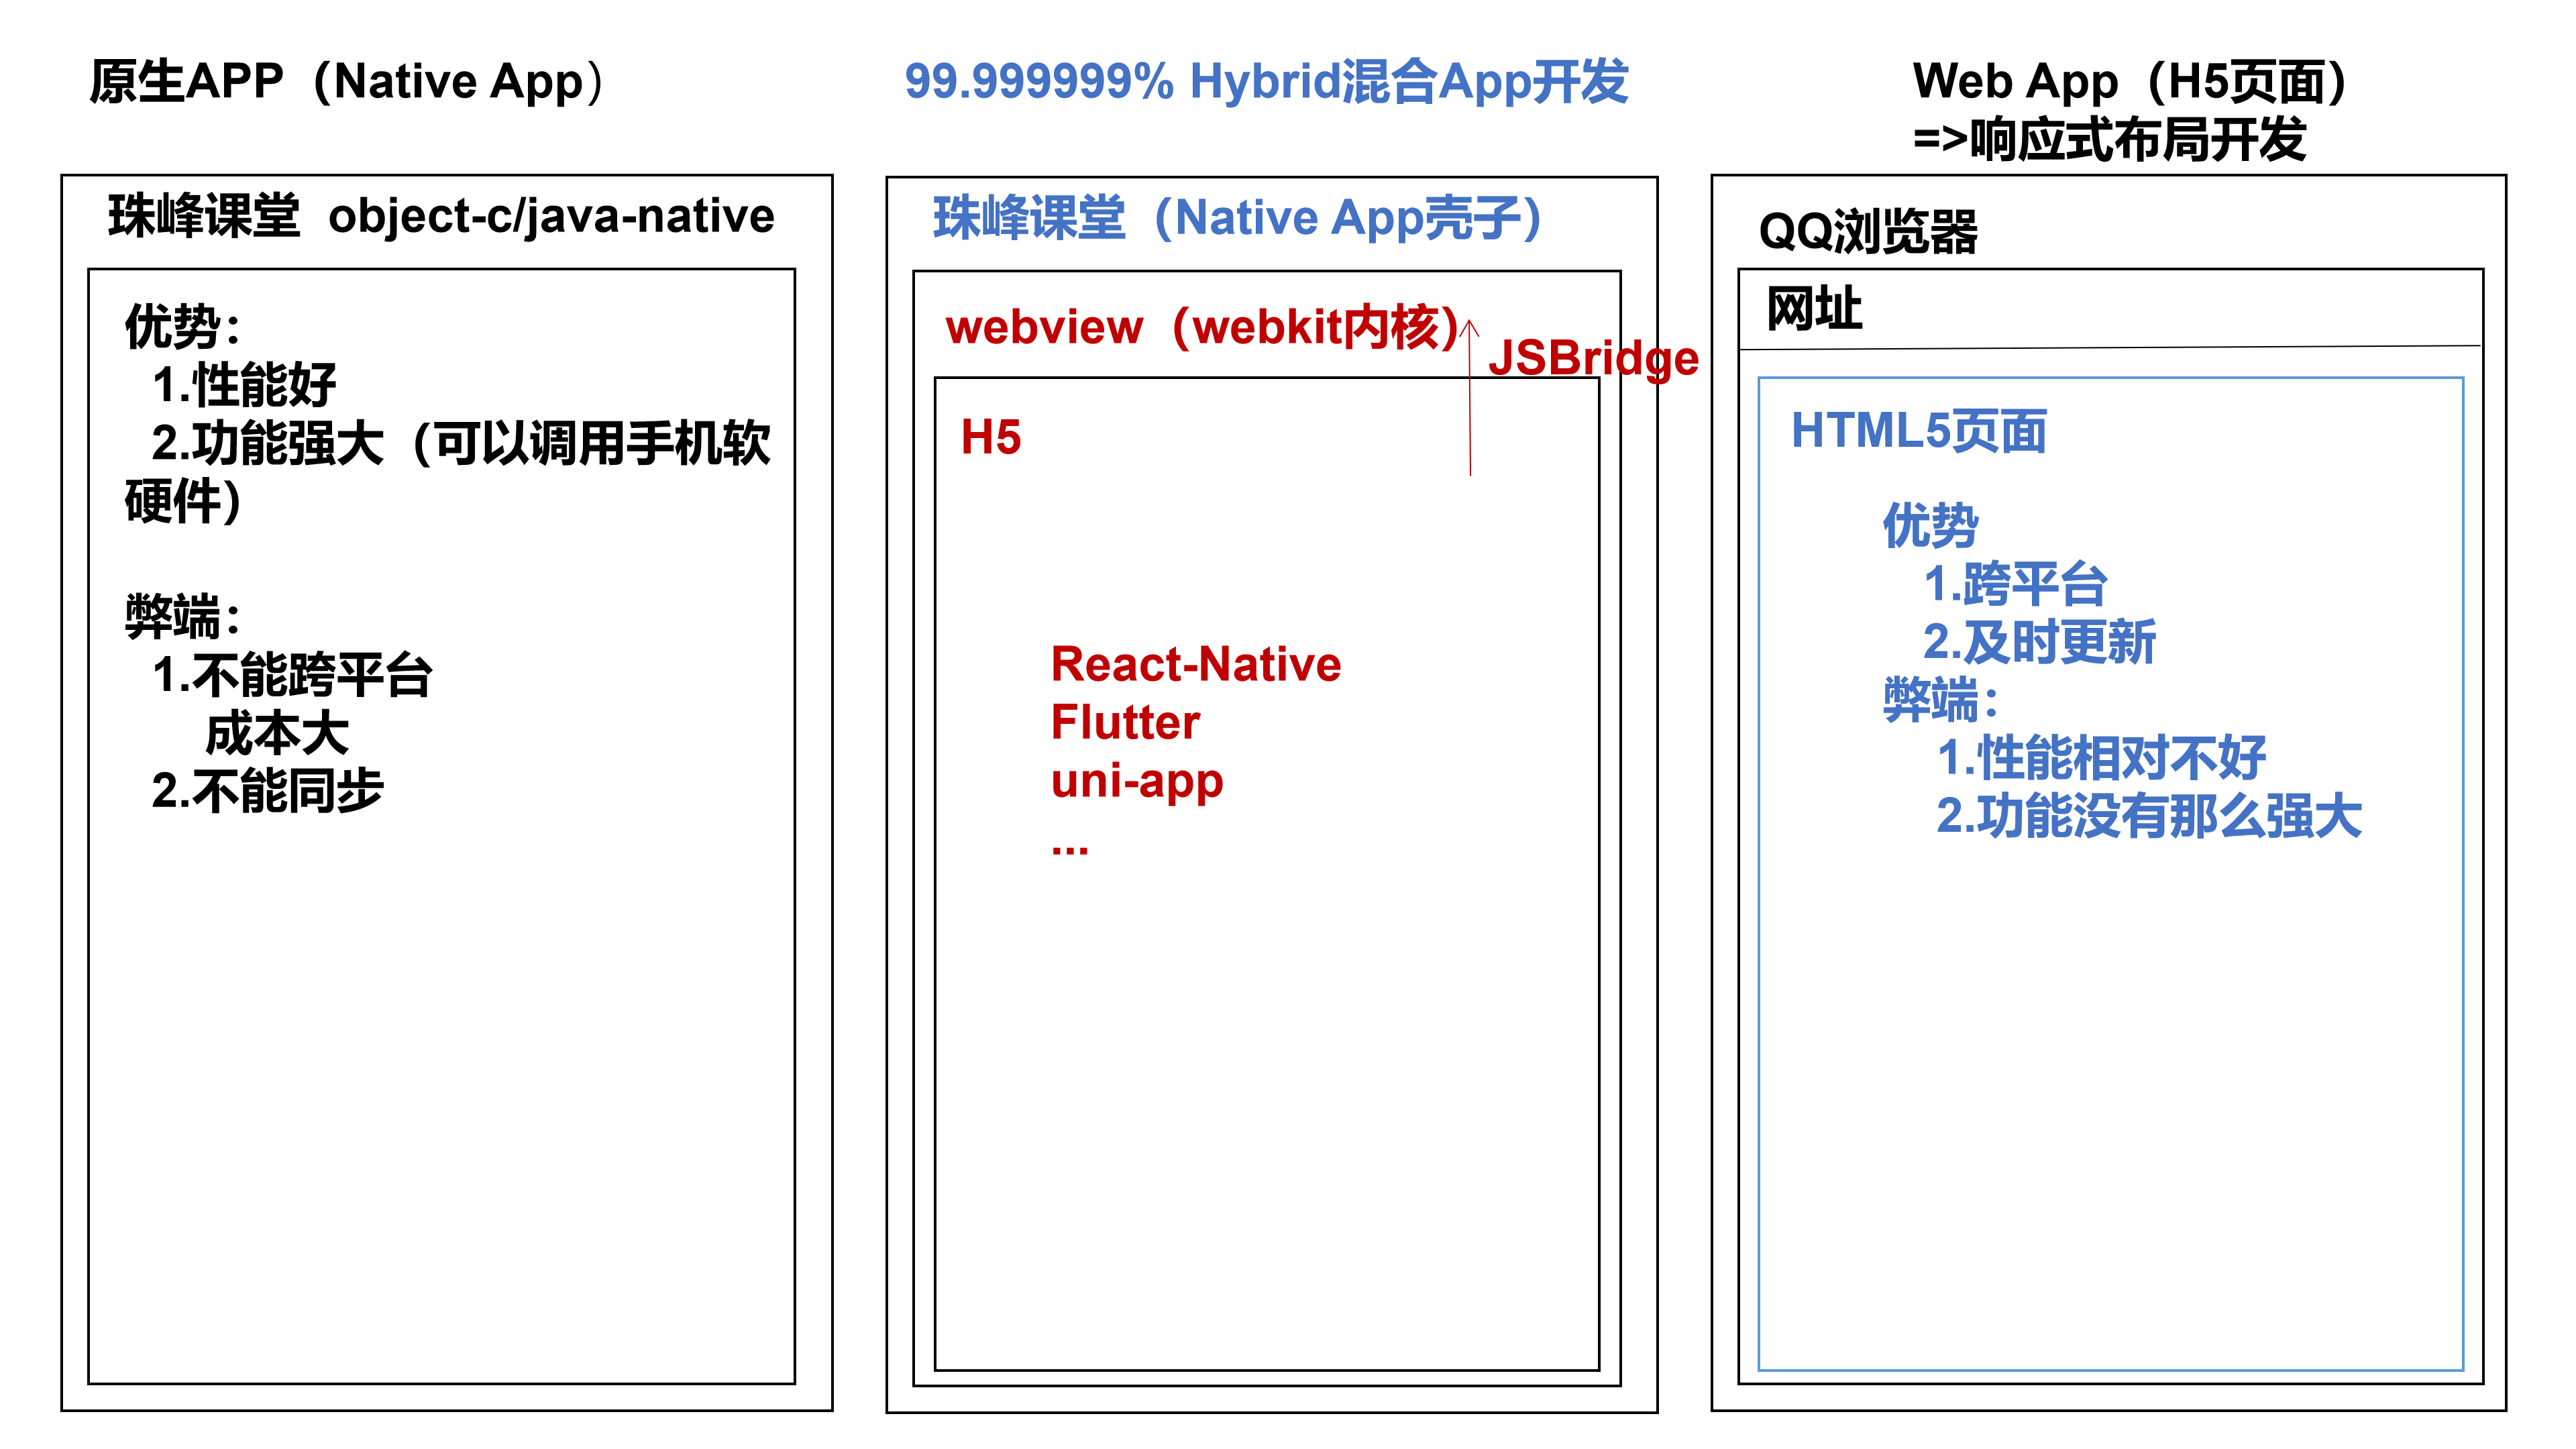 原生APP（Native App）
珠峰课堂  object-c/java-native
优势：
1.性能好
2.功能强大（可以调用手机软
硬件）
弊端：
1.不能跨平台
成本大
2.不能同步
99.999999% Hybrid混合App开发
珠峰课堂（Native App壳子）
webview（webkit内核）
JSBridge
H5
React-Native
Flutter
uni-app
...
Web App（H5页面）
=>响应式布局开发
QQ浏览器
网址
HTML5页面
优势
1.跨平台
2.及时更新
弊端：
1.性能相对不好
2.功能没有那么强大